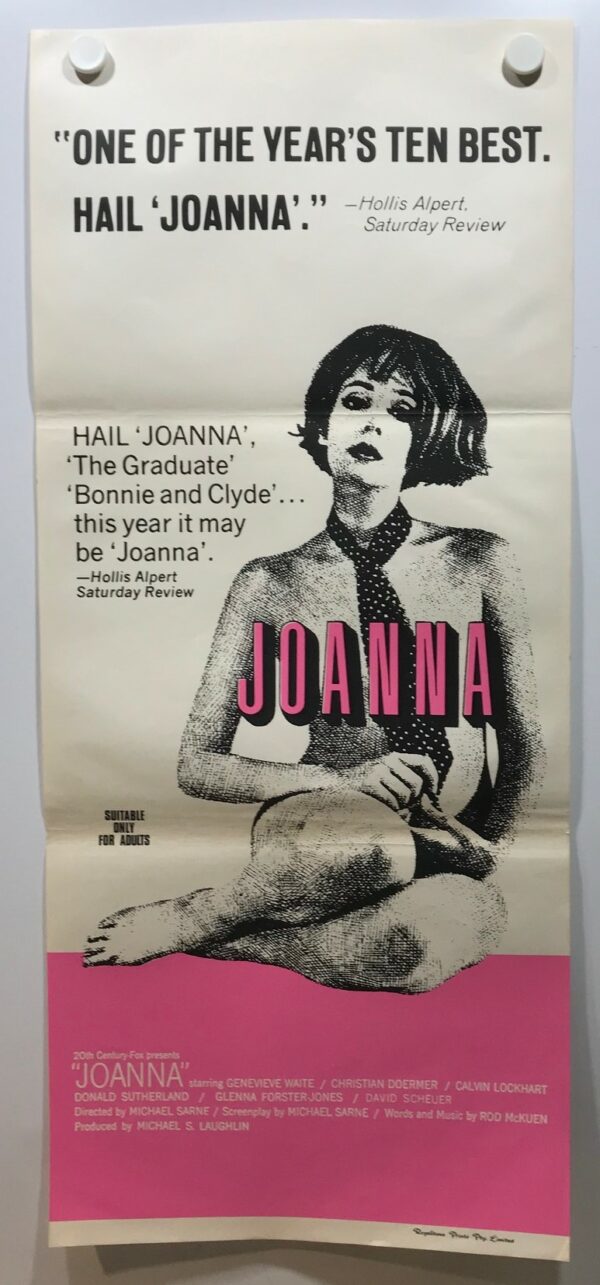 “ONE OF THE YEAR'S TEN BEST.
HAIL ‘JOANNA’.” —Hollis Alpert,
Saturday Review
HAIL ‘JOANNA’,
‘The Graduate’
‘Bonnie and Clyde’...
this year it may
be ‘Joanna’.
—Hollis Alpert
Saturday Review
JOANNA
SUITABLE
ONLY
FOR ADULTS
20th Century-Fox presents
“JOANNA” starring GENEVIEVE WAITE / CHRISTIAN DOERMER / CALVIN LOCKHART
DONALD SUTHERLAND / GLENNA FORSTER-JONES / DAVID SCHEUER
Directed by MICHAEL SARNE / Screenplay by MICHAEL SARNE / Words and Music by ROD McKUEN
Produced by MICHAEL S. LAUGHLIN
Pty. Limited